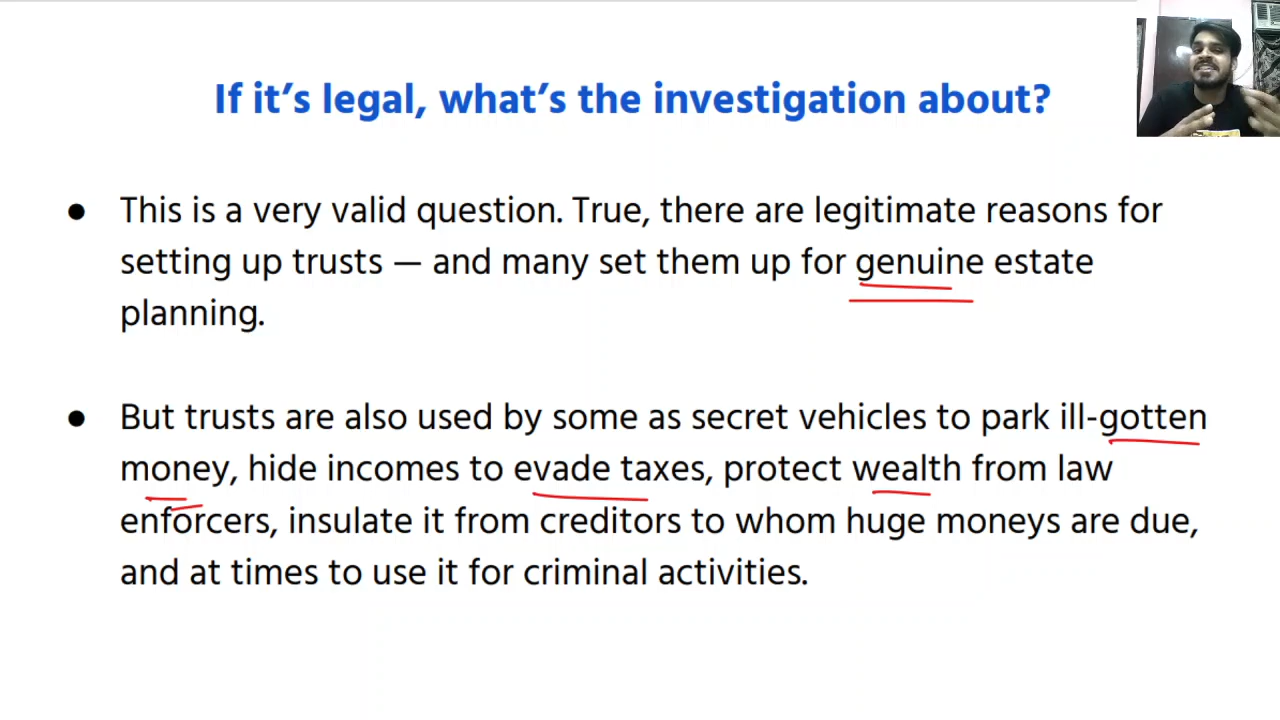 If it’s legal, what’s the investigation about?
● This is a very valid question. True, there are legitimate reasons for
setting up trusts — and many set them up for genuine estate
planning.
● But trusts are also used by some as secret vehicles to park ill-gotten
money, hide incomes to evade taxes, protect wealth from law
enforcers, insulate it from creditors to whom huge moneys are due,
and at times to use it for criminal activities.